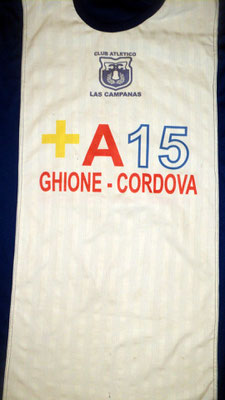 CLUB ATLETICO
LAS CAMPANAS
+A15
GHIONE - CORDOVA